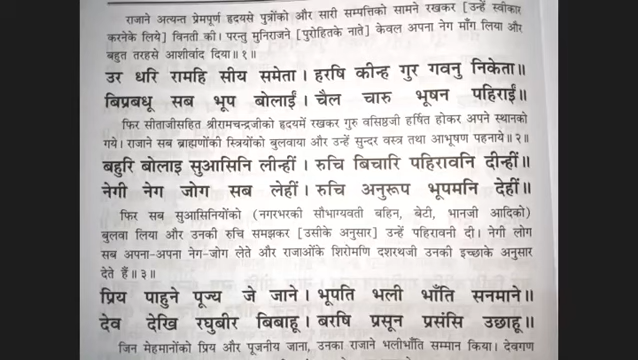 राजाने अत्यन्त प्रेमपूर्ण हृदयसे पुत्रोंको और सारी सम्पत्तिको सामने रखकर [उन्हें स्वीकार
करनेके लिये] विनती की। परन्तु मुनिराजने [पुरोहितके नाते] केवल अपना नेग माँग लिया और
बहुत तरहसे आशीर्वाद दिया॥१॥
उर धरि रामहि सीय समेता। हरषि कीन्ह गुर गवनु निकेता॥
बिप्रबधू सब भूप बोलाईं। चैल चारु भूषन पहिराईं॥
फिर सीताजीसहित श्रीरामचन्द्रजीको हृदयमें रखकर गुरु वसिष्ठजी हर्षित होकर अपने स्थानको
गये। राजाने सब ब्राह्मणोंकी स्त्रियोंको बुलवाया और उन्हें सुन्दर वस्त्र तथा आभूषण पहनाये॥२॥
बहुरि बोलाइ सुआसिनि लीन्हीं। रुचि बिचारि पहिरावनि दीन्हीं॥
नेगी नेग जोग सब लेहीं। रुचि अनुरूप भूपमनि देहीं॥
फिर सब सुआसिनियोंको (नगरभरकी सौभाग्यवती बहिन, बेटी, भानजी आदिको)
बुलवा लिया और उनकी रुचि समझकर [उसीके अनुसार] उन्हें पहिरावनी दी। नेगी लोग
सब अपना-अपना नेग-जोग लेते और राजाओंके शिरोमणि दशरथजी उनकी इच्छाके अनुसार
देते हैं॥३॥
प्रिय पाहुने पूज्य जे जाने। भूपति भली भाँति सनमाने॥
देव देखि रघुबीर बिबाहू। बरषि प्रसून प्रसंसि उछाहू॥
जिन मेहमानोंको प्रिय और पूजनीय जाना, उनका राजाने भलीभाँति सम्मान किया। देवगण